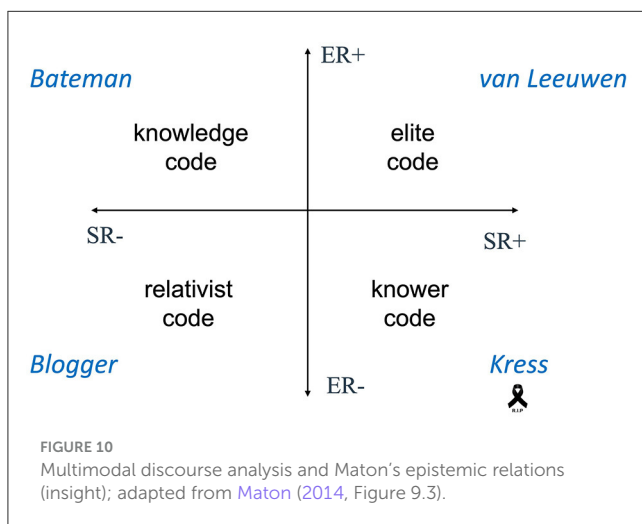 ER+
Bateman
van Leeuwen
knowledge
code
elite
code
SR-
SR+
relativist
code
knower
code
Blogger
ER-
Kress
R.I.P
FIGURE 10
Multimodal discourse analysis and Maton's epistemic relations
(insight); adapted from Maton (2014, Figure 9.3).